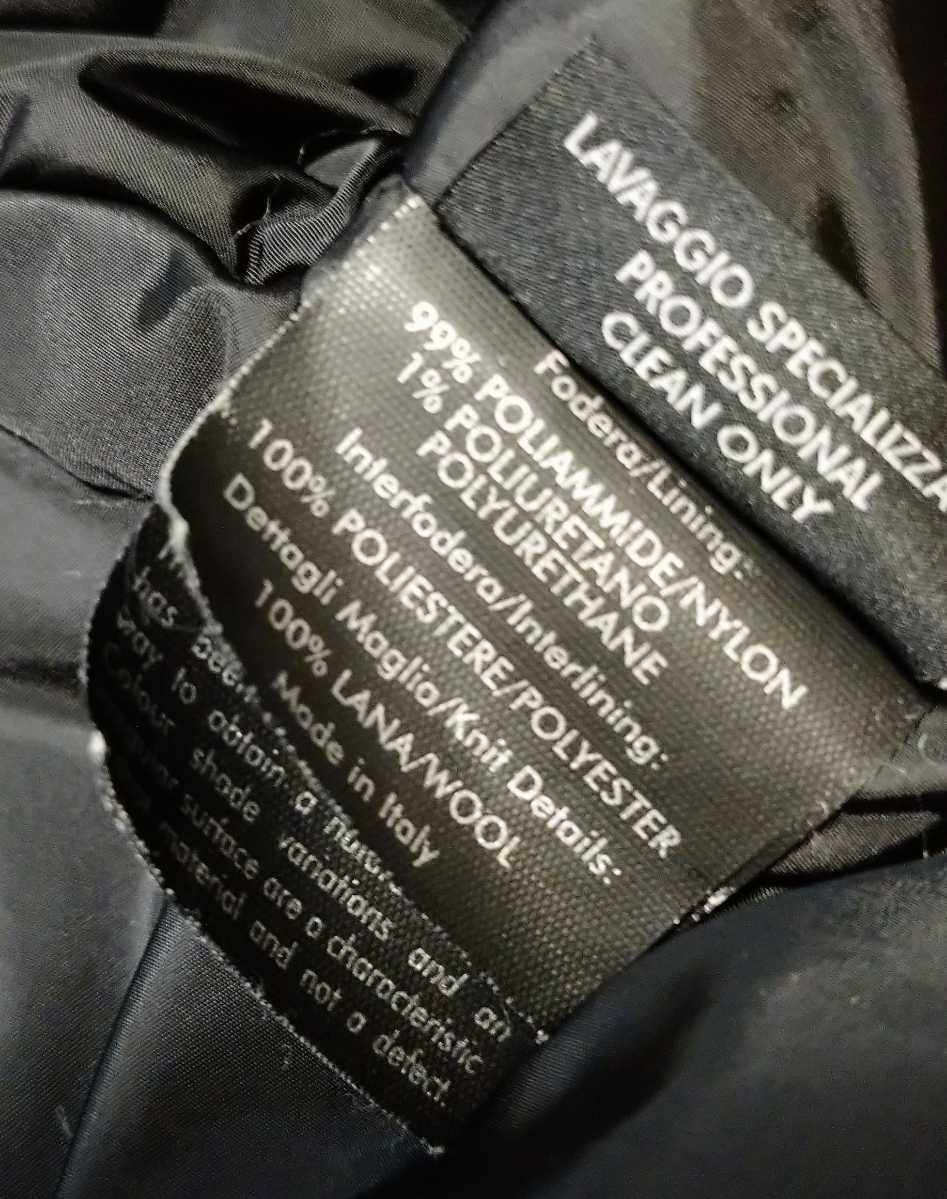 LAVAGGIO SPECIALIZZA
PROFESSIONAL
CLEAN ONLY
Fodera/Lining:
99% POLIAMMIDE/NYLON
1% POLIURETANO
POLYURETHANE
Interfodera/Interlining:
100% POLIESTERE/POLYESTER
Dettagli Maglia/Knit Details:
100% LANA/WOOL
Made in Italy
has been
way to obtain a
Colour shade variations and an
surface are a characteristic
material and not a defect.